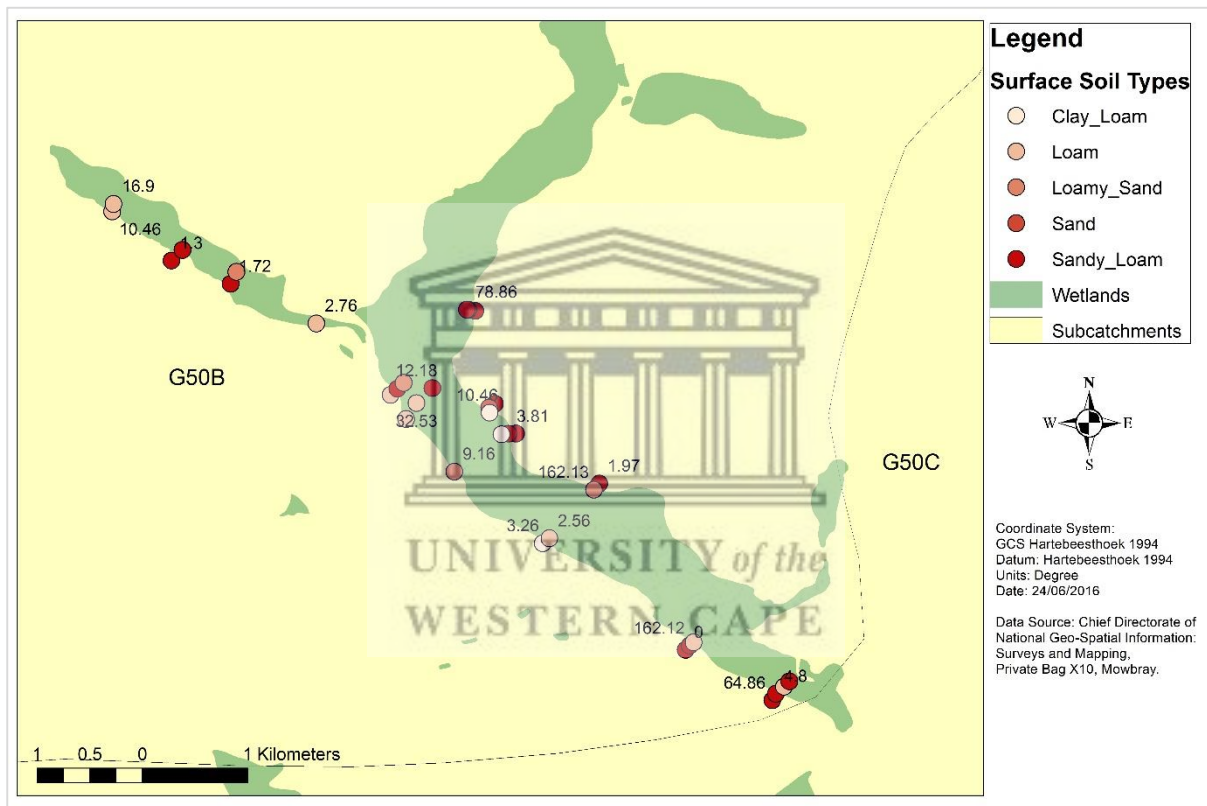 Legend
Surface Soil Types
Clay_Loam
Loam
Loamy_Sand
Sand
Sandy_Loam
Wetlands
Subcatchments
16.9
10.46
1.3
1.72
2.76
78.86
G50B
12.18
32.53
10.46
3.81
9.16
162.13
1.97
G50C
3.26
2.56
UNIVERSITY of the
WESTERN CAPE
162.12
0
64.86
4.8
N
W
E
S
Coordinate System:
GCS Hartebeesthoek 1994
Datum: Hartebeesthoek 1994
Units: Degree
Date: 24/06/2016
Data Source: Chief Directorate of
National Geo-Spatial Information:
Surveys and Mapping,
Private Bag X10, Mowbray.
1 0.5 0 1 Kilometers